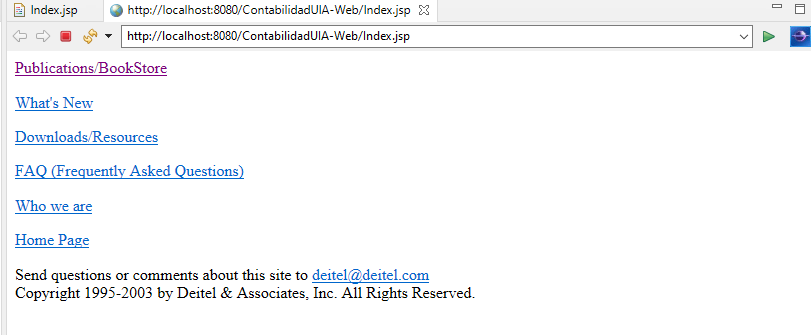 Index.jsp
http://localhost:8080/ContabilidadUIA-Web/Index.jsp
http://localhost:8080/ContabilidadUIA-Web/Index.jsp
Publications/BookStore
What's New
Downloads/Resources
FAQ (Frequently Asked Questions)
Who we are
Home Page
Send questions or comments about this site to deitel@deitel.com
Copyright 1995-2003 by Deitel & Associates, Inc. All Rights Reserved.